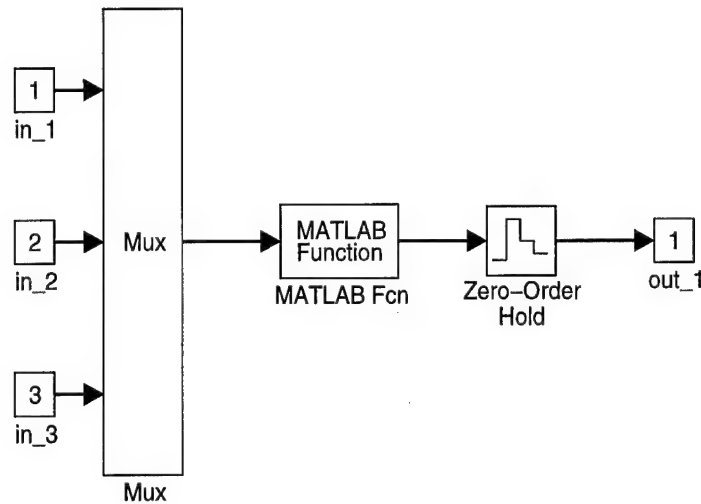 1
in_1
2
in_2
3
in_3
Mux
Mux
MATLAB
Function
MATLAB Fcn
Zero-Order
Hold
1
out_1